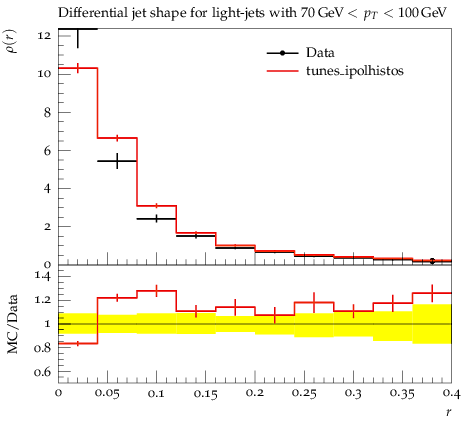 Differential jet shape for light-jets with 70 GeV < p_T < 100 GeV
ρ(r)
12
10
8
6
4
2
0
Data
tunes_ipolhistos
MC/Data
1.4
1.2
1
0.8
0.6
0 0.05 0.1 0.15 0.2 0.25 0.3 0.35 0.4
r